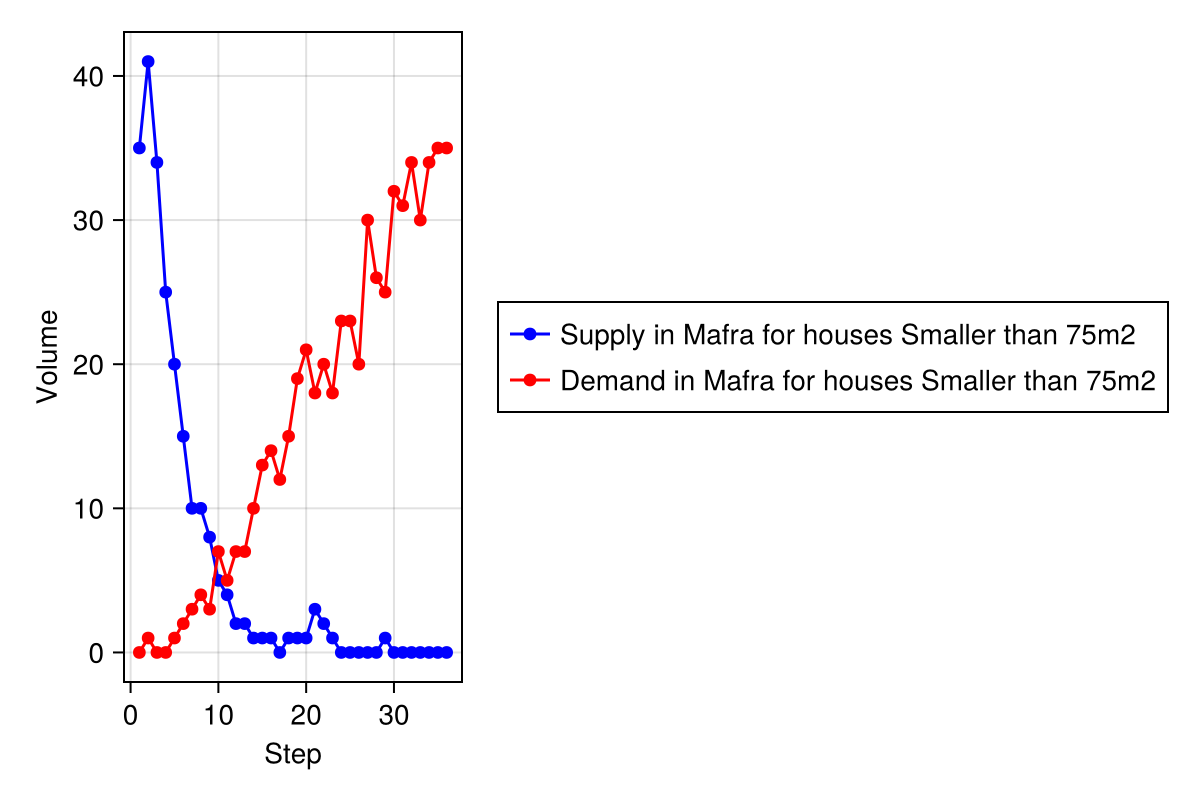 40
30
20
10
0
Volume
0 10 20 30
Step
Supply in Mafra for houses Smaller than 75m2
Demand in Mafra for houses Smaller than 75m2